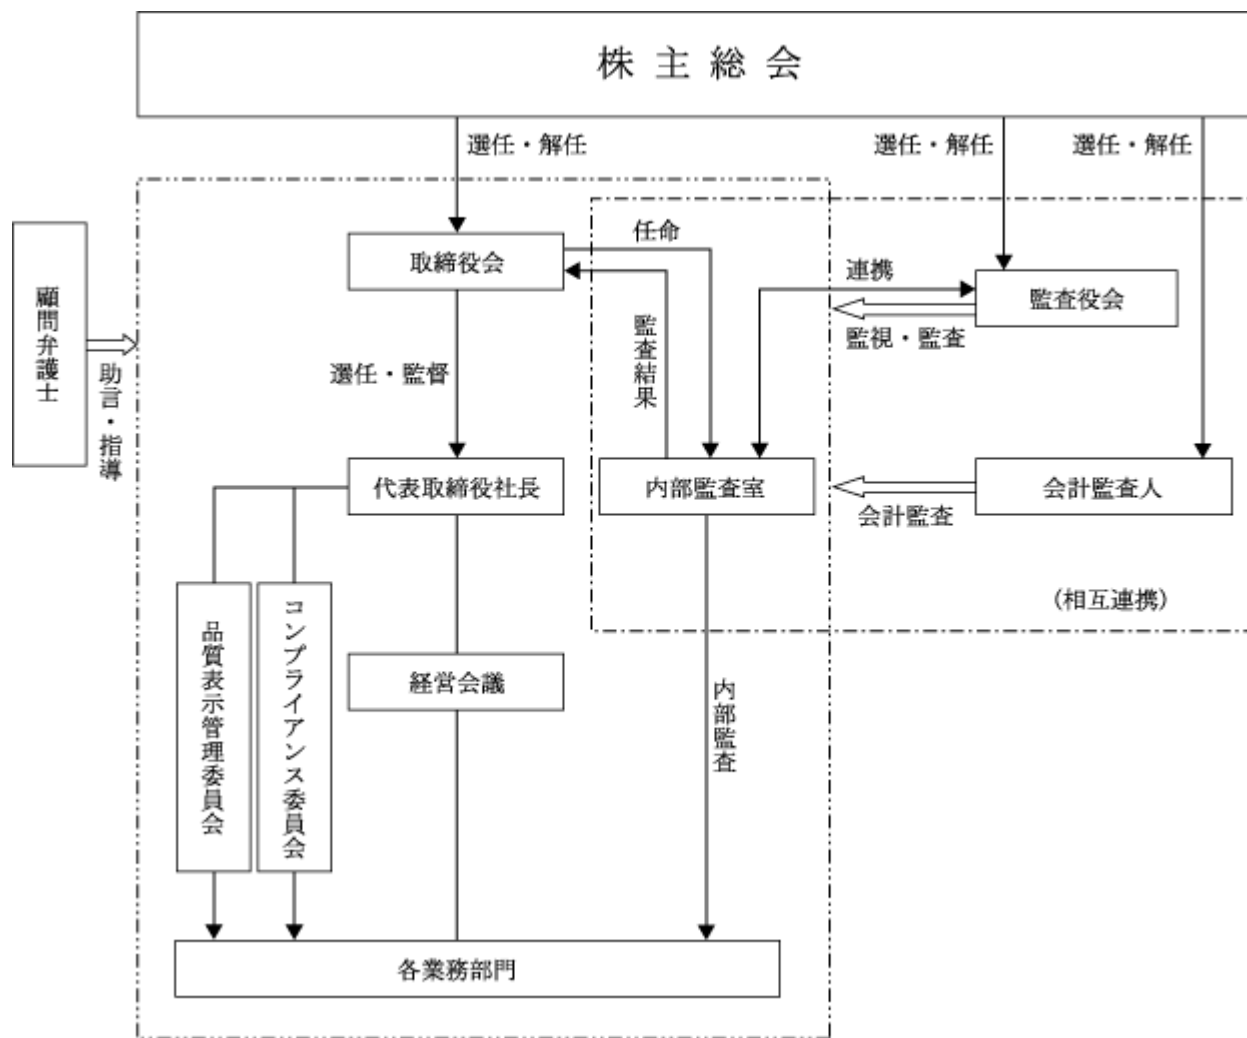 株主総会
選任・解任
選任・解任
選任・解任
取締役会
任命
連携
監査役会
監視・監査
監査結果
顧問弁護士
助言・指導
選任・監督
代表取締役社長
内部監査室
会計監査人
会計監査
(相互連携)
品質表示管理委員会
コンプライアンス委員会
経営会議
内部監査
各業務部門